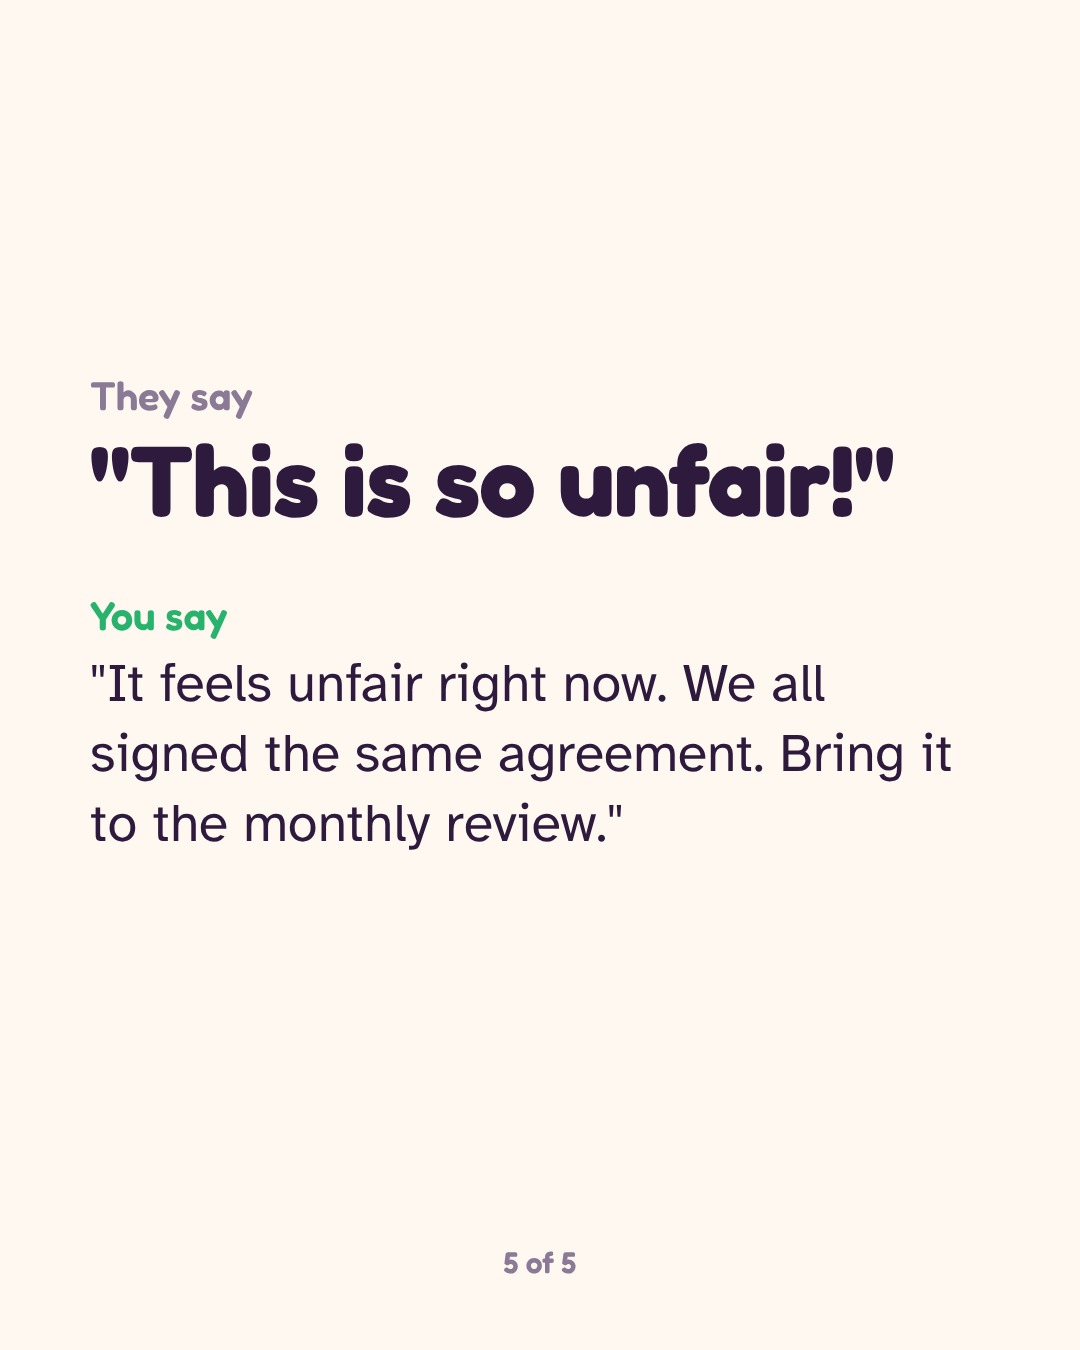 They say
"This is so unfair!"
You say
"It feels unfair right now. We all
signed the same agreement. Bring it
to the monthly review."
5 of 5